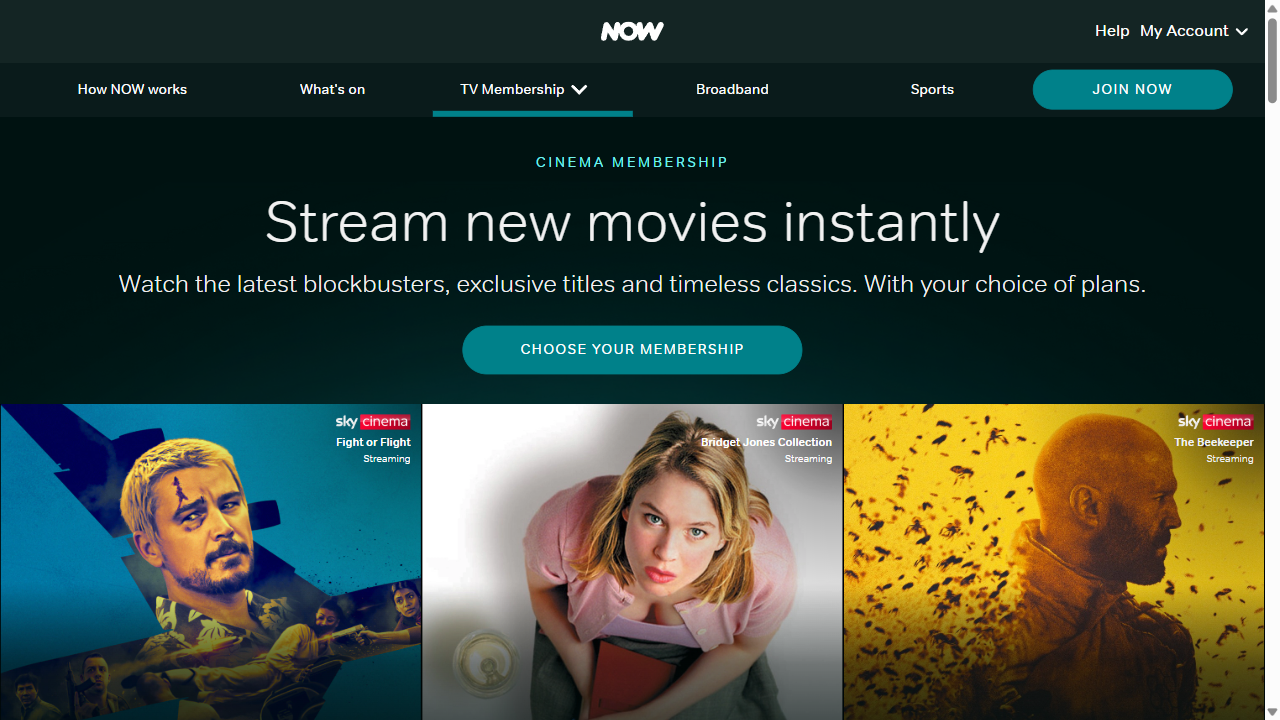 NOW
Help My Account
How NOW works
What's on
TV Membership
Broadband
Sports
JOIN NOW
CINEMA MEMBERSHIP
Stream new movies instantly
Watch the latest blockbusters, exclusive titles and timeless classics. With your choice of plans.
CHOOSE YOUR MEMBERSHIP
sky cinema
Fight or Flight
Streaming
sky cinema
Bridget Jones Collection
Streaming
sky cinema
The Beekeeper
Streaming